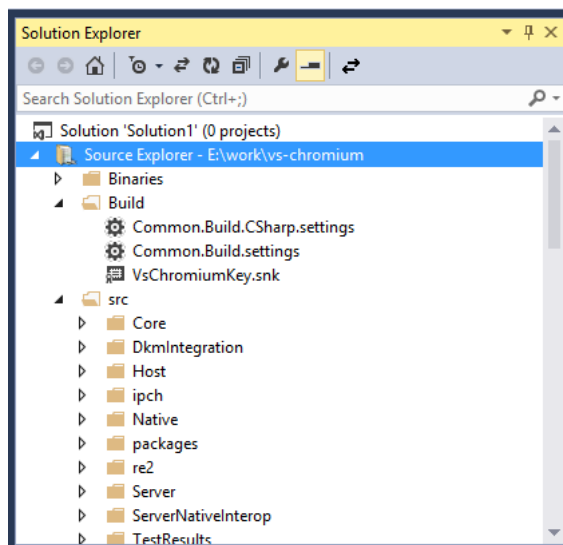 Solution Explorer
Search Solution Explorer (Ctrl+;)
Solution 'Solution1' (0 projects)
Source Explorer - E:\work\vs-chromium
Binaries
Build
Common.Build.CSharp.settings
Common.Build.settings
VsChromiumKey.snk
src
Core
DkmIntegration
Host
ipch
Native
packages
re2
Server
ServerNativeInterop
TestResults